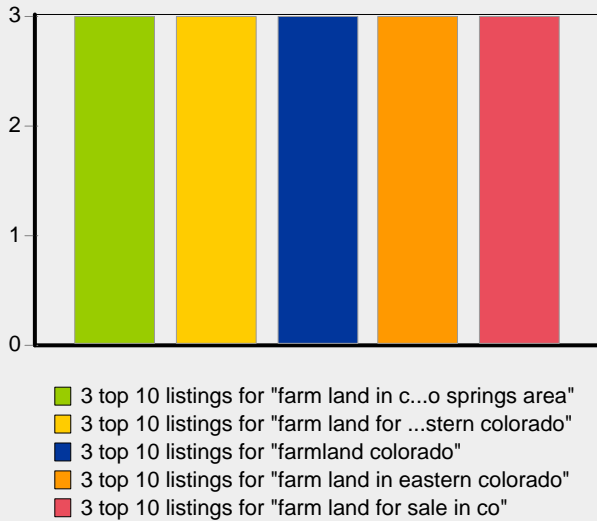 3
2
1
0
3 top 10 listings for "farm land in c...o springs area"
3 top 10 listings for "farm land for ...stern colorado"
3 top 10 listings for "farmland colorado"
3 top 10 listings for "farm land in eastern colorado"
3 top 10 listings for "farm land for sale in co"